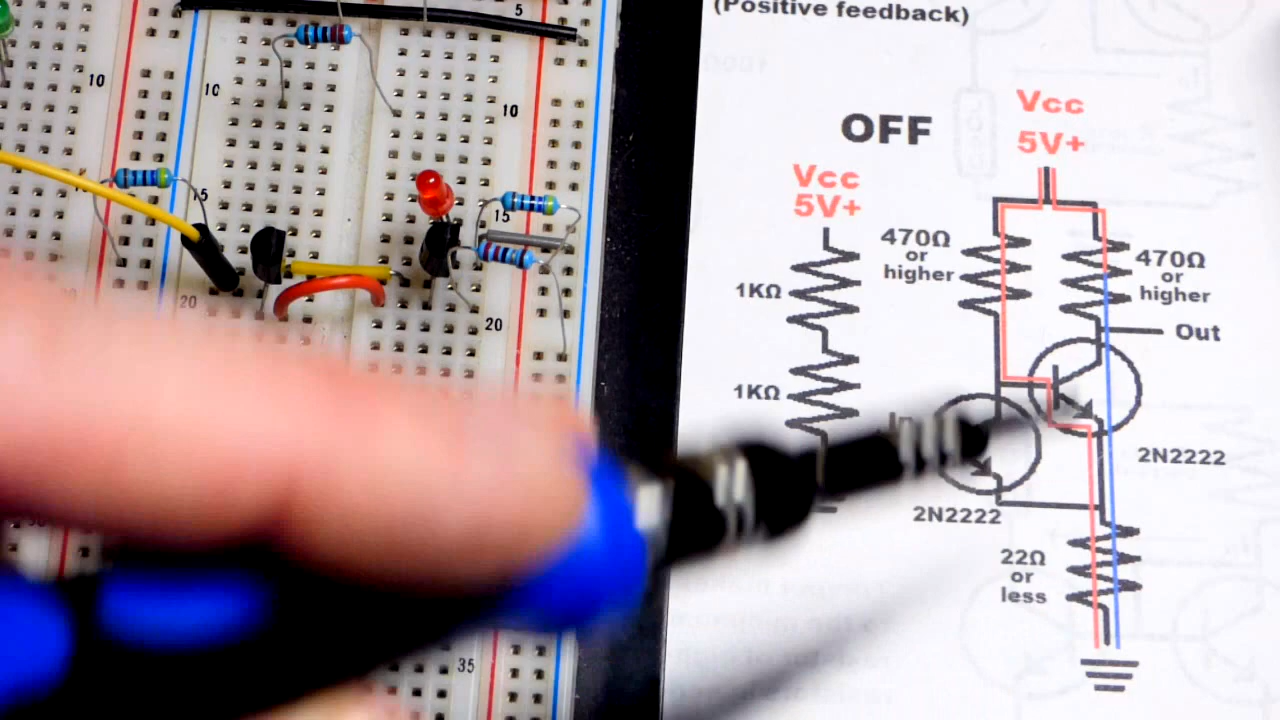 (Positive feedback)
OFF
Vcc
5V+
Vcc
5V+
470Ω
or
higher
470Ω
or
higher
1KΩ
Out
1KΩ
2N2222
2N2222
22Ω
or
less
5
10
10
10
15
15
20
20
35